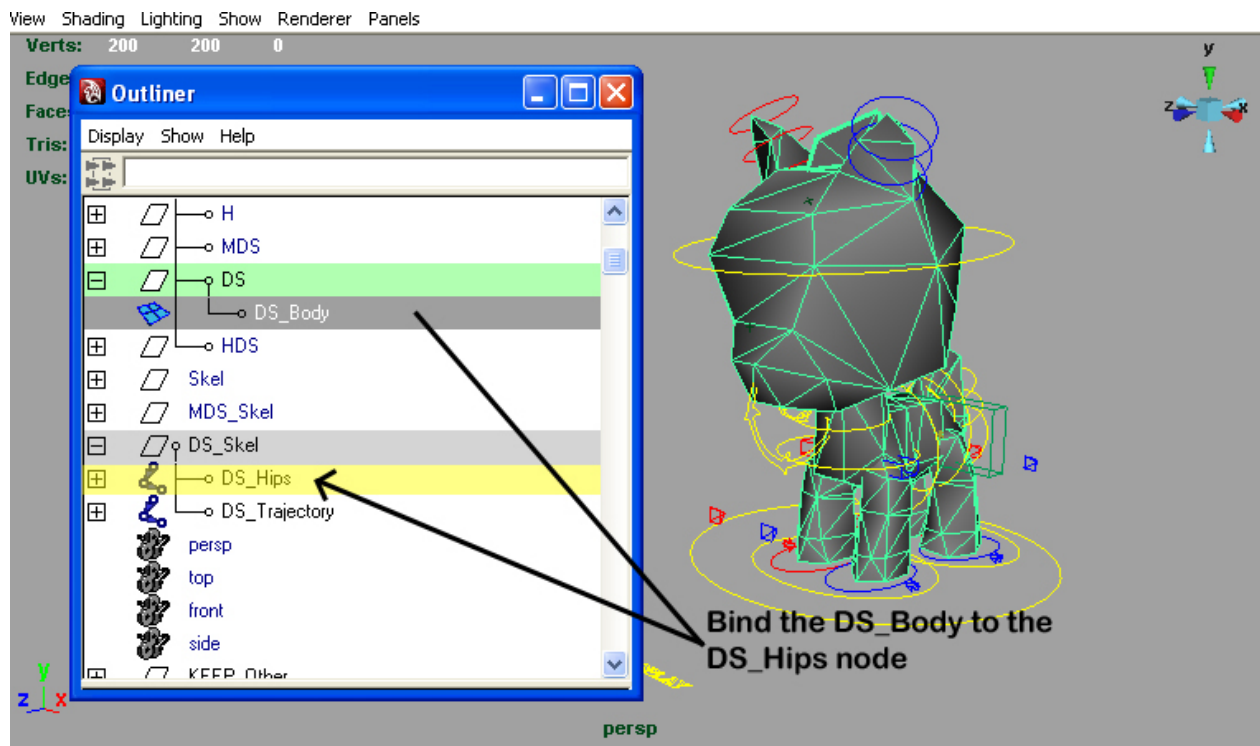 View Shading Lighting Show Renderer Panels
Verts: 200 200 0
Edge
Face
Tris:
UVs:
Outliner
Display Show Help
H
MDS
DS
DS_Body
HDS
Skel
MDS_Skel
DS_Skel
DS_Hips
DS_Trajectory
persp
top
front
side
KEEP_Other
y
z x
Bind the DS_Body to the
DS_Hips node
y
z x
persp